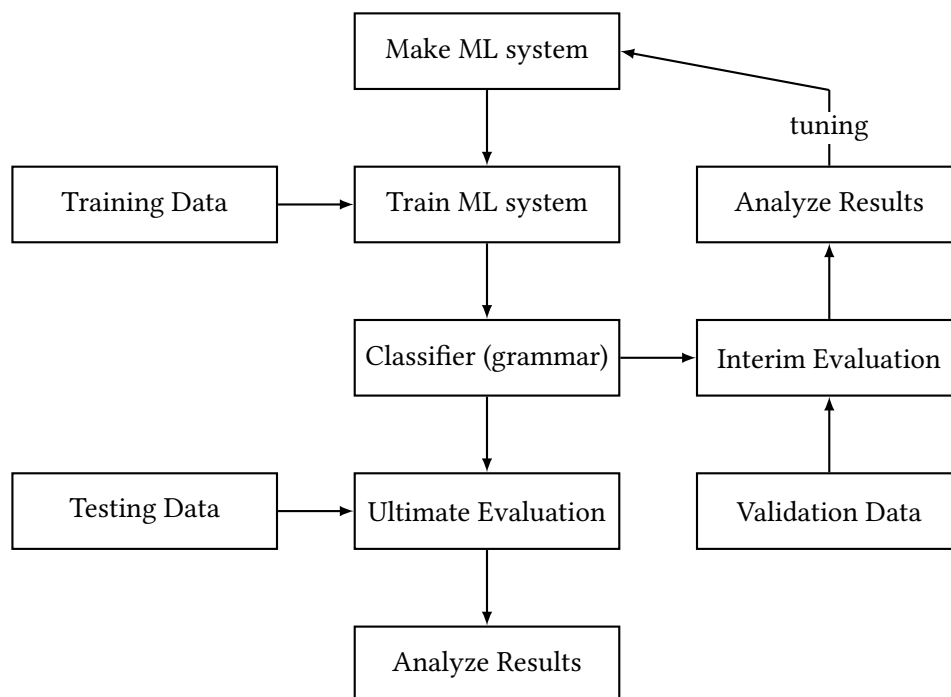 Make ML system
tuning
Training Data
Train ML system
Analyze Results
Classifier (grammar)
Interim Evaluation
Testing Data
Ultimate Evaluation
Validation Data
Analyze Results